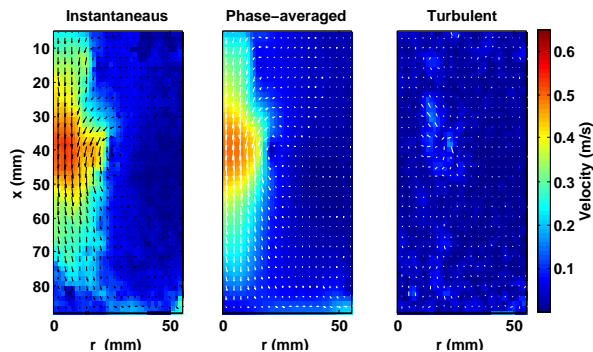 Instantaneaus Phase−averaged Turbulent
10
20
30
40
50
60
70
80
x (mm)
0 50
r (mm)
0 50
r (mm)
0 50
r (mm)
0.6
0.5
0.4
0.3
0.2
0.1
Velocity (m/s)